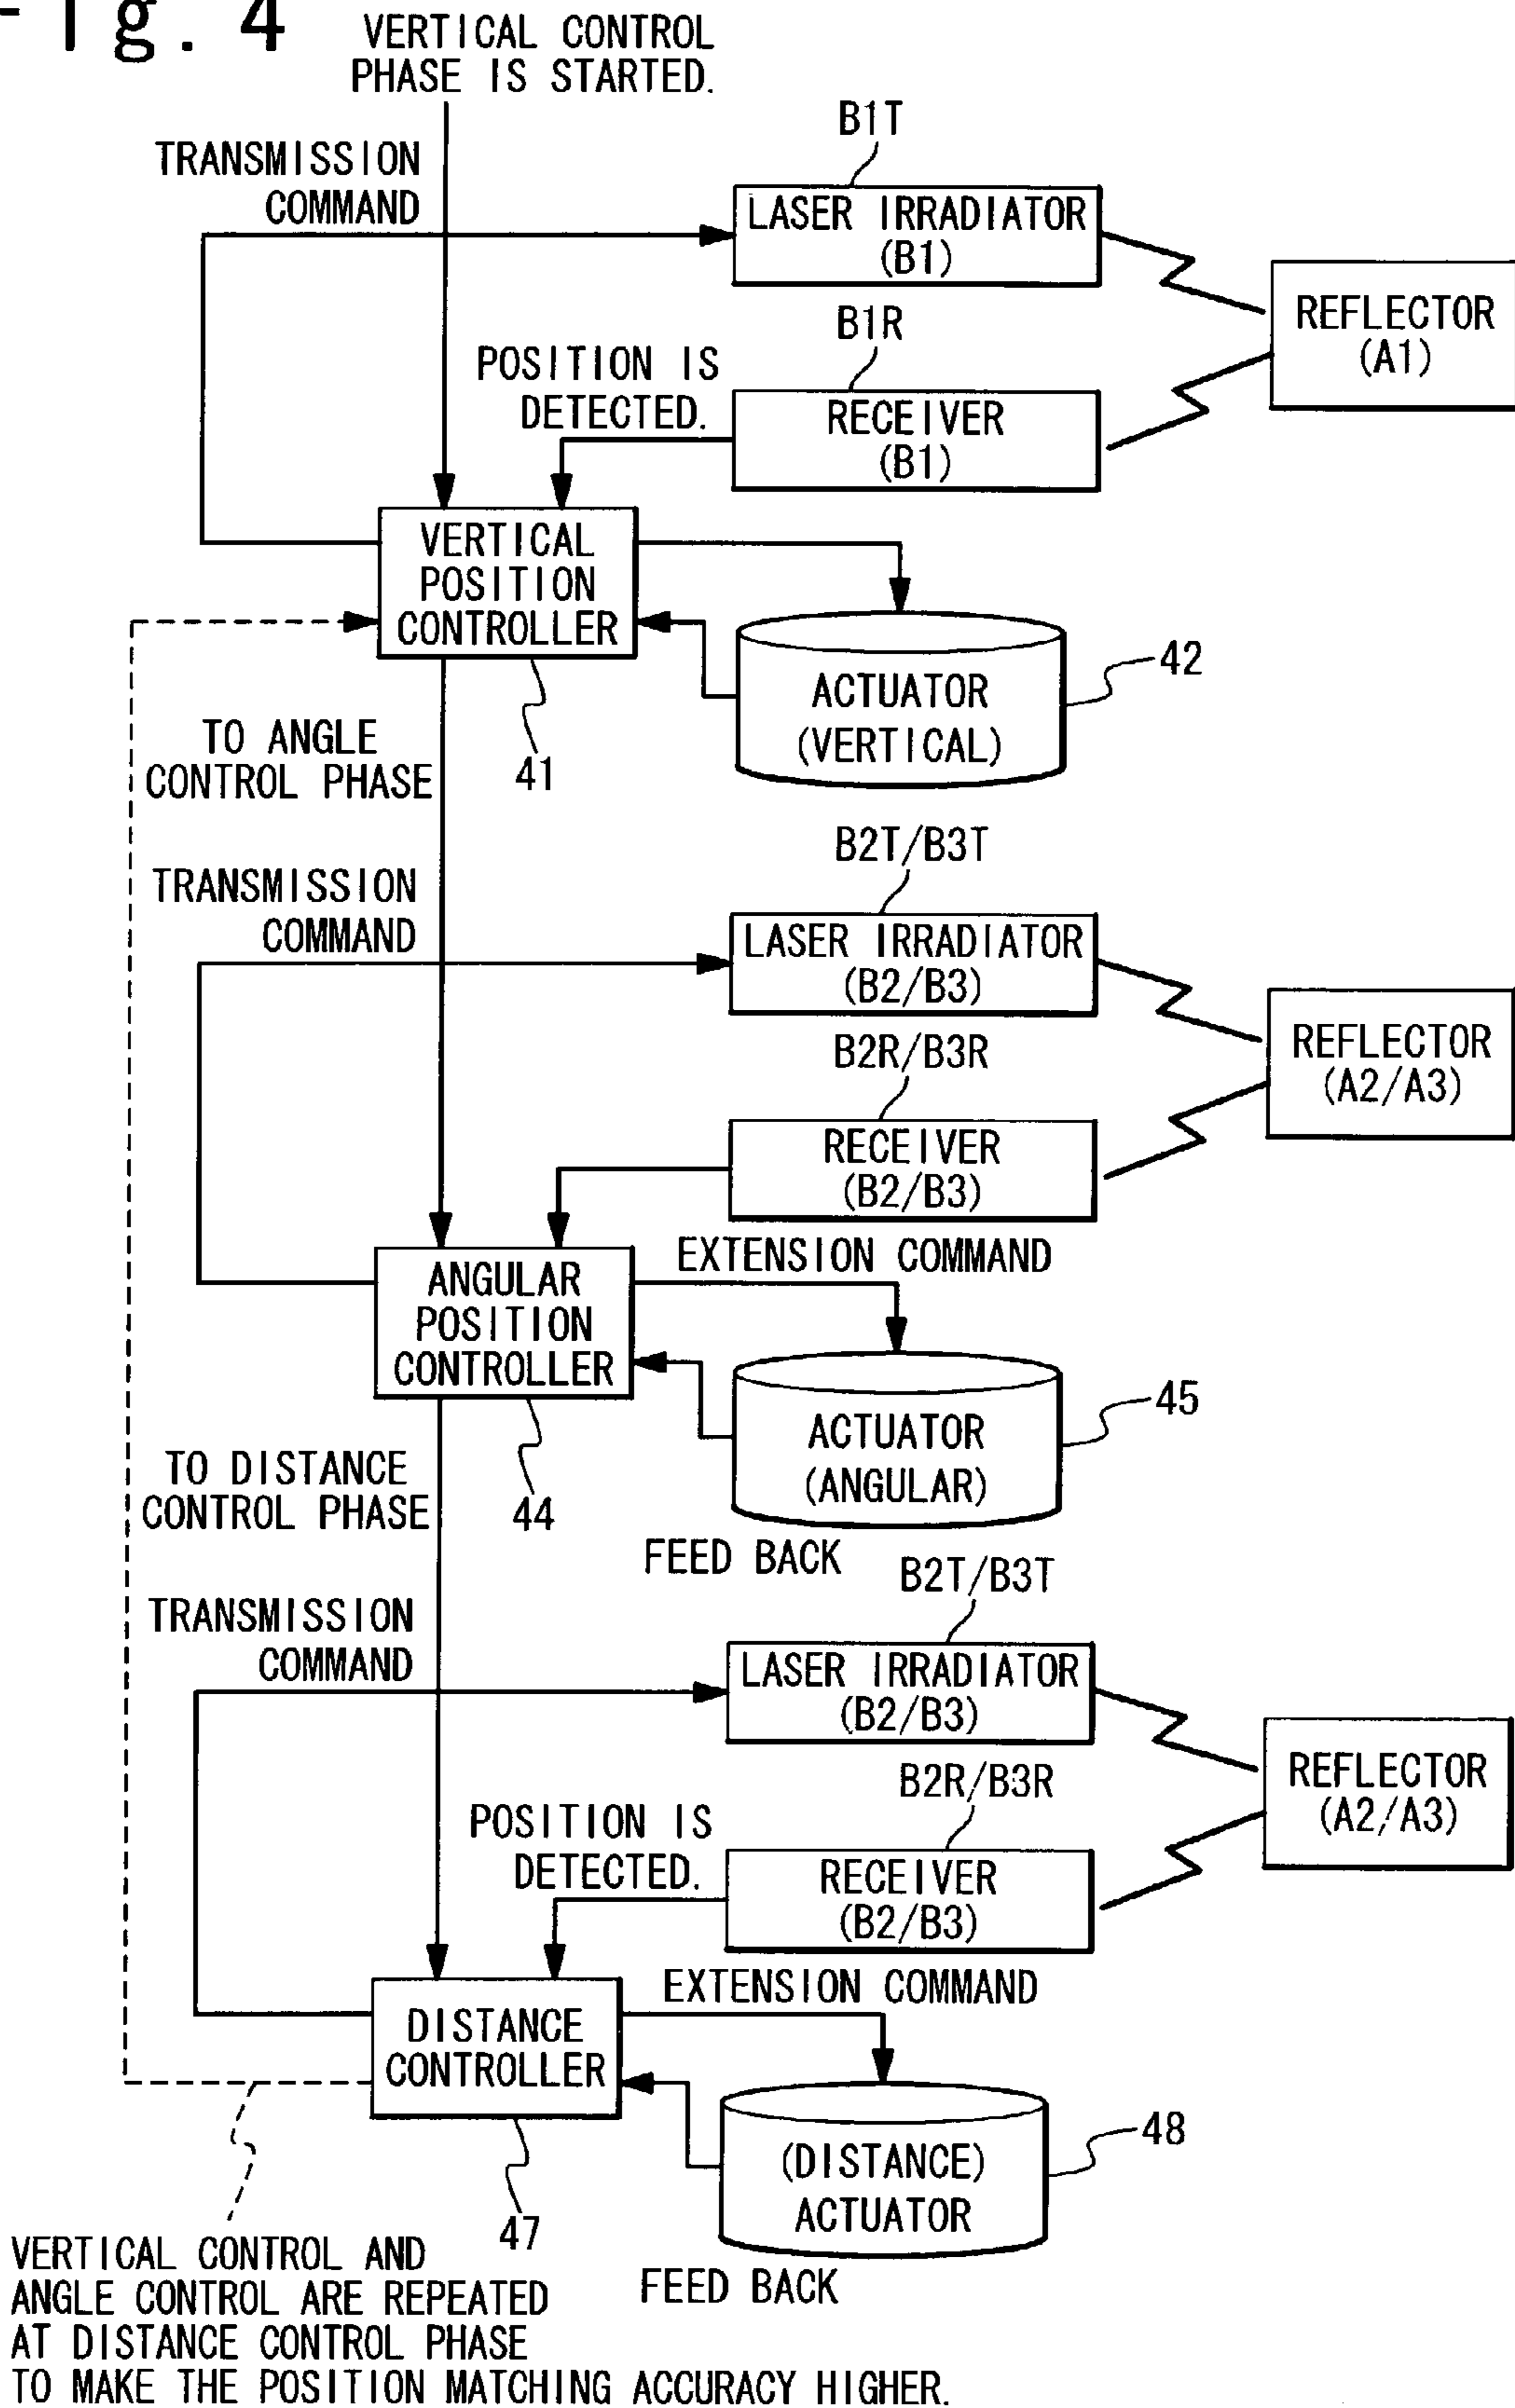 Fig. 4
VERTICAL CONTROL
PHASE IS STARTED.
B1T
TRANSMISSION
COMMAND
LASER IRRADIATOR
(B1)
REFLECTOR
(A1)
B1R
POSITION IS
DETECTED.
RECEIVER
(B1)
VERTICAL
POSITION
CONTROLLER
41
ACTUATOR
(VERTICAL)
42
TO ANGLE
CONTROL PHASE
B2T/B3T
TRANSMISSION
COMMAND
LASER IRRADIATOR
(B2/B3)
REFLECTOR
(A2/A3)
B2R/B3R
RECEIVER
(B2/B3)
EXTENSION COMMAND
ANGULAR
POSITION
CONTROLLER
44
ACTUATOR
(ANGULAR)
45
FEED BACK
TO DISTANCE
CONTROL PHASE
B2T/B3T
TRANSMISSION
COMMAND
LASER IRRADIATOR
(B2/B3)
REFLECTOR
(A2/A3)
B2R/B3R
POSITION IS
DETECTED.
RECEIVER
(B2/B3)
EXTENSION COMMAND
DISTANCE
CONTROLLER
47
(DISTANCE)
ACTUATOR
48
FEED BACK
VERTICAL CONTROL AND
ANGLE CONTROL ARE REPEATED
AT DISTANCE CONTROL PHASE
TO MAKE THE POSITION MATCHING ACCURACY HIGHER.